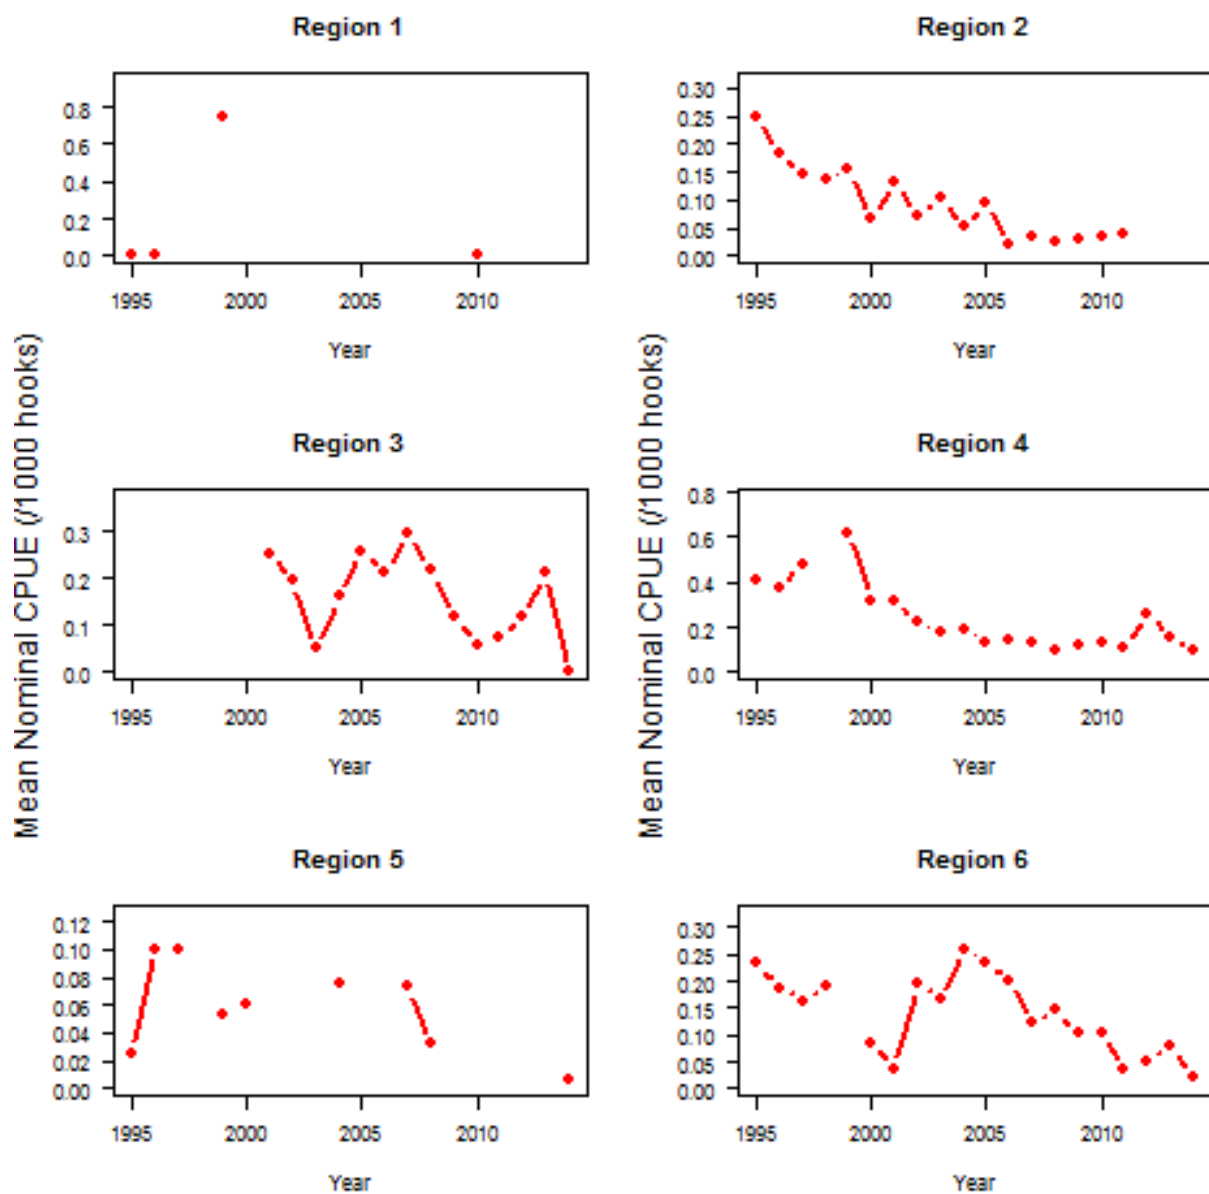 Region 1
0.8
0.6
0.4
0.2
0.0
1995 2000 2005 2010
Year
Region 2
0.30
0.25
0.20
0.15
0.10
0.05
0.00
1995 2000 2005 2010
Year
Mean Nominal CPUE (/1000 hooks)
Region 3
0.3
0.2
0.1
0.0
1995 2000 2005 2010
Year
Mean Nominal CPUE (/1000 hooks)
Region 4
0.8
0.6
0.4
0.2
0.0
1995 2000 2005 2010
Year
Region 5
0.12
0.10
0.08
0.06
0.04
0.02
0.00
1995 2000 2005 2010
Year
Region 6
0.30
0.25
0.20
0.15
0.10
0.05
0.00
1995 2000 2005 2010
Year